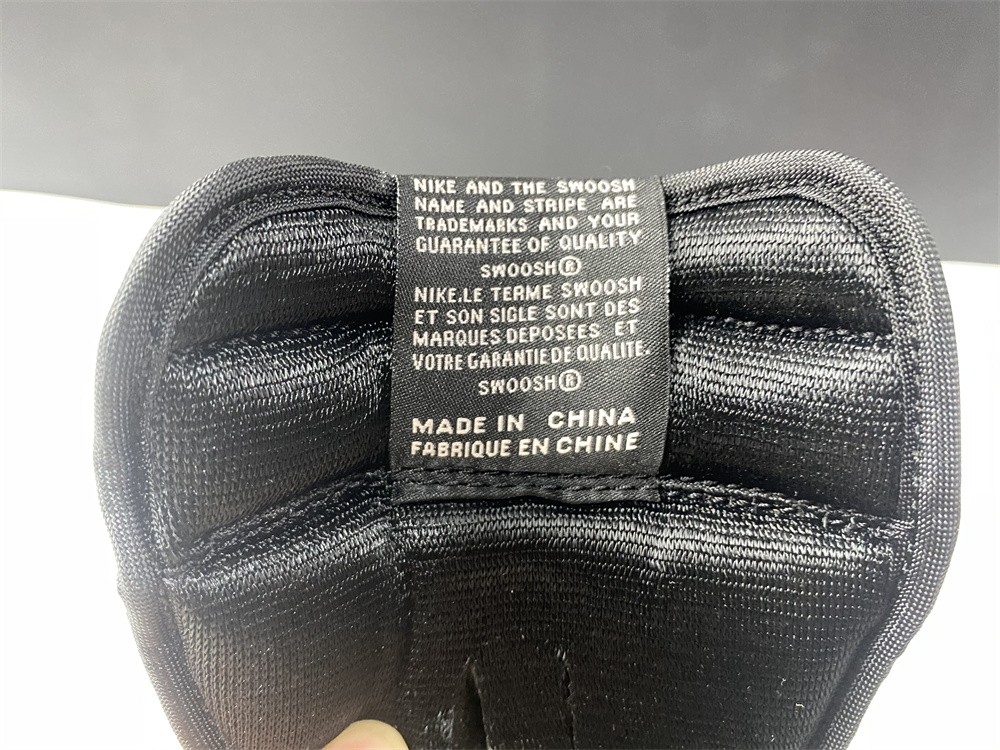 NIKE AND THE SWOOSH
NAME AND STRIPE ARE
TRADEMARKS AND YOUR
GUARANTEE OF QUALITY
SWOOSH®
NIKE.LE TERME SWOOSH
ET SON SIGLE SONT DES
MARQUES DEPOSEES ET
VOTRE GARANTIE DE QUALITE.
SWOOSH®
MADE IN CHINA
FABRIQUE EN CHINE